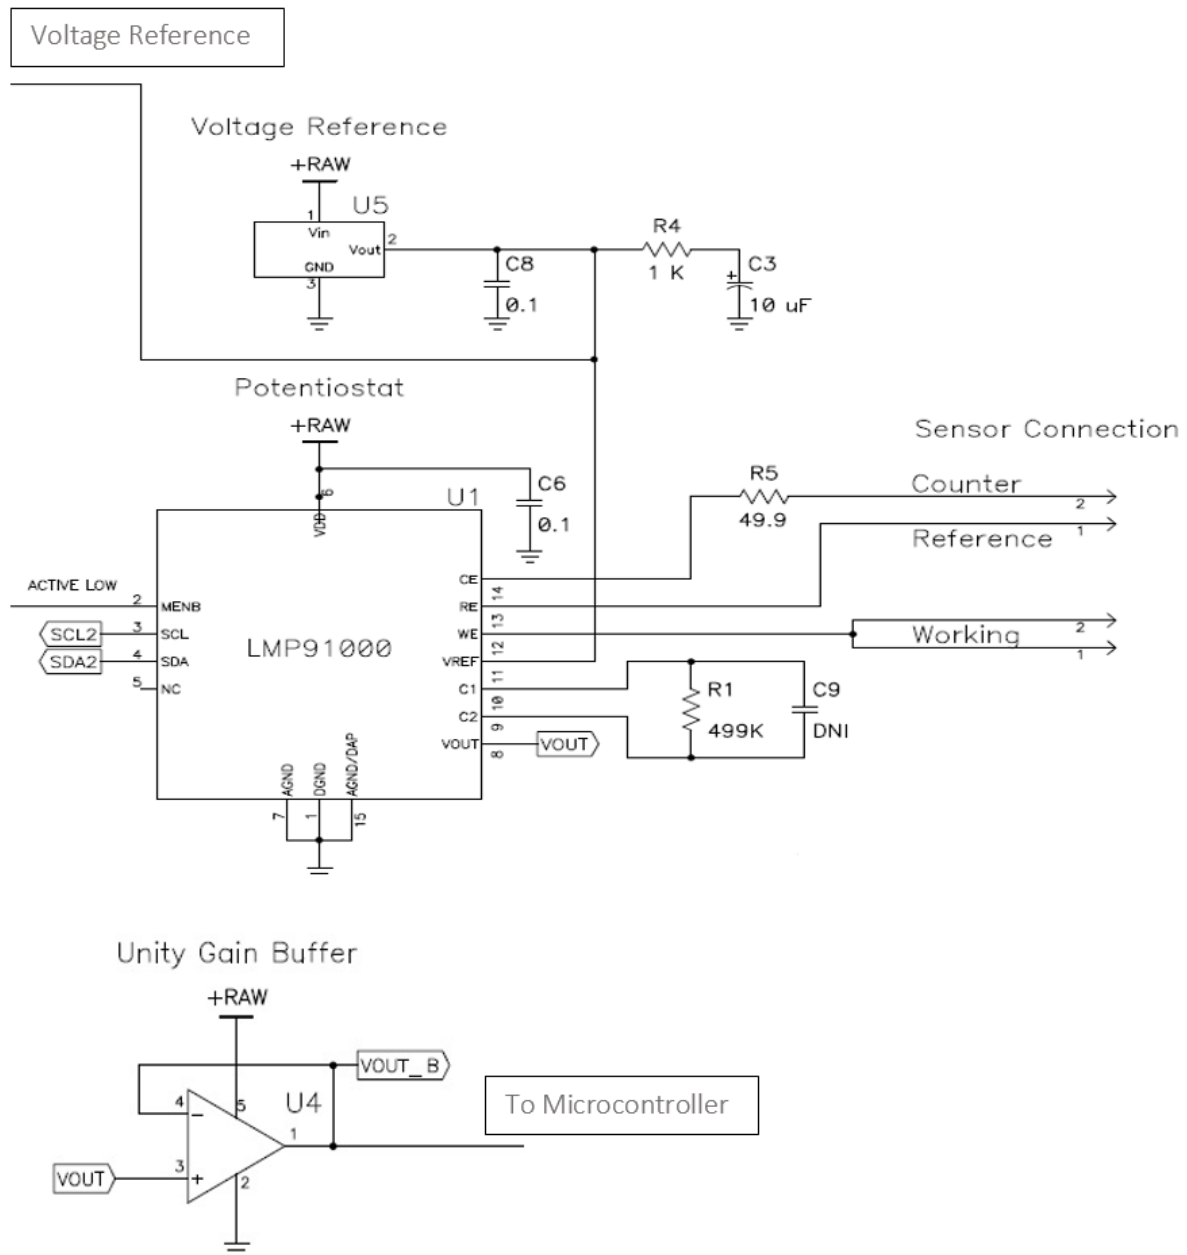 Voltage Reference
Voltage Reference
+RAW
U5
1
Vin
Vout
2
GND
3
C8
0.1
R4
1 K
C3
+
10 uF
Potentiostat
+RAW
6
VDD
C6
0.1
U1
LMP91000
ACTIVE LOW
2
MENB
SCL2
3
SCL
SDA2
4
SDA
5
NC
CE
14
RE
13
WE
12
VREF
11
C1
10
C2
9
VOUT
8
VOUT
AGND
DGND
AGND/DAP
7
1
15
R5
49.9
Sensor Connection
Counter
2
1
Reference
Working
2
1
R1
499K
C9
DNI
Unity Gain Buffer
+RAW
VOUT_B
4
−
5
U4
1
To Microcontroller
VOUT
3
+
2